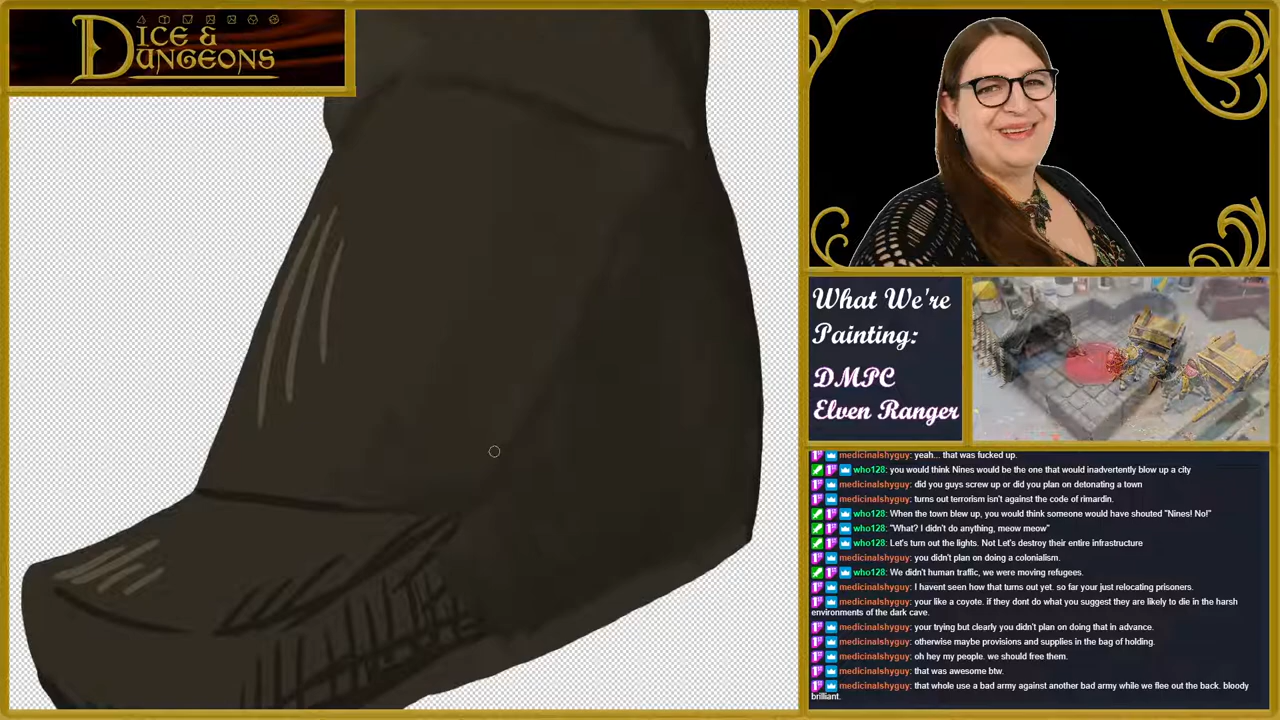 DICE &
DUNGEONS
What We're
Painting:
DMPC
Elven Ranger
medicinalshyguy: yeah... that was fucked up.
who128: you would think Nines would be the one that would inadvertently blow up a city
medicinalshyguy: did you guys screw up or did you plan on detonating a town
medicinalshyguy: turns out terrorism isn't against the code of rimardin.
who128: When the town blew up, you would think someone would have shouted "Nines! No!"
who128: "What? I didn't do anything, meow meow"
who128: Let's turn out the lights. Not Let's destroy their entire infrastructure
medicinalshyguy: you didn't plan on doing a colonialism.
who128: We didn't human traffic, we were moving refugees.
medicinalshyguy: I havent seen how that turns out yet. so far your just relocating prisoners.
medicinalshyguy: your like a coyote. if they dont do what you suggest they are likely to die in the harsh
environments of the dark cave.
medicinalshyguy: your trying but clearly you didn't plan on doing that in advance.
medicinalshyguy: otherwise maybe provisions and supplies in the bag of holding.
medicinalshyguy: oh hey my people. we should free them.
medicinalshyguy: that was awesome btw.
medicinalshyguy: that whole use a bad army against another bad army while we flee out the back. bloody
brilliant.